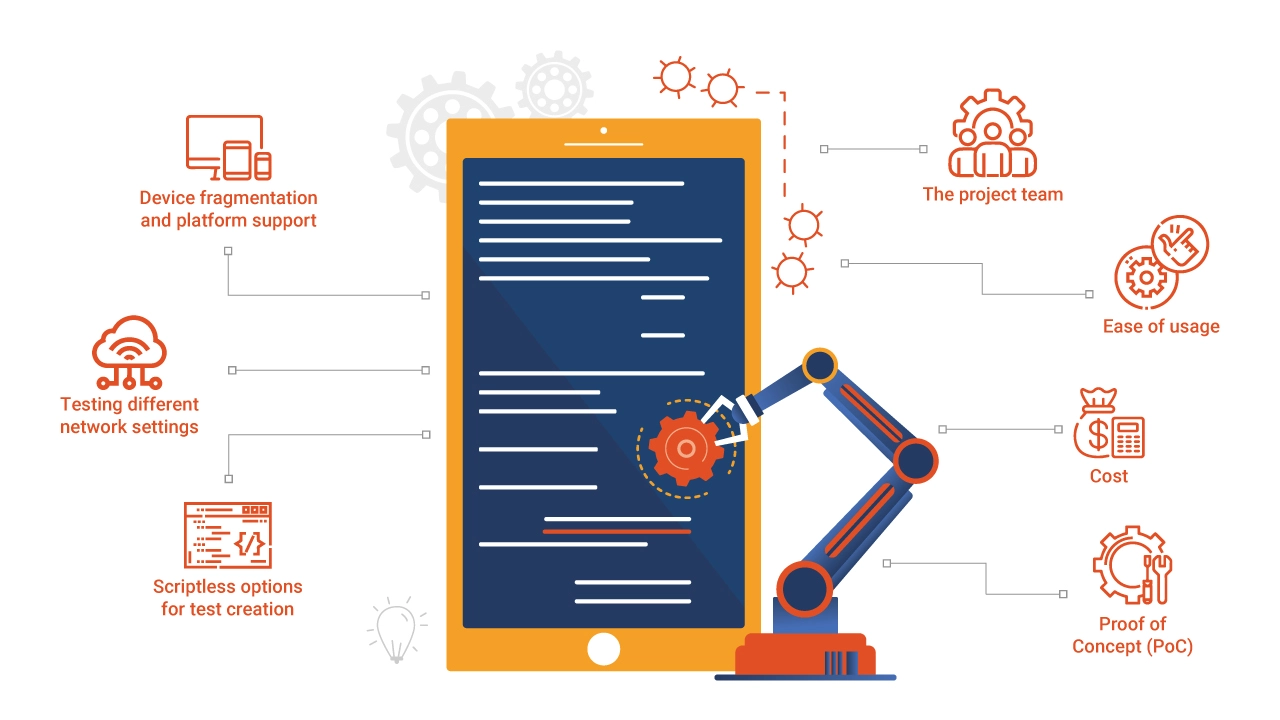 Device fragmentation
and platform support
Testing different
network settings
Scriptless options
for test creation
The project team
Ease of usage
Cost
Proof of
Concept (PoC)